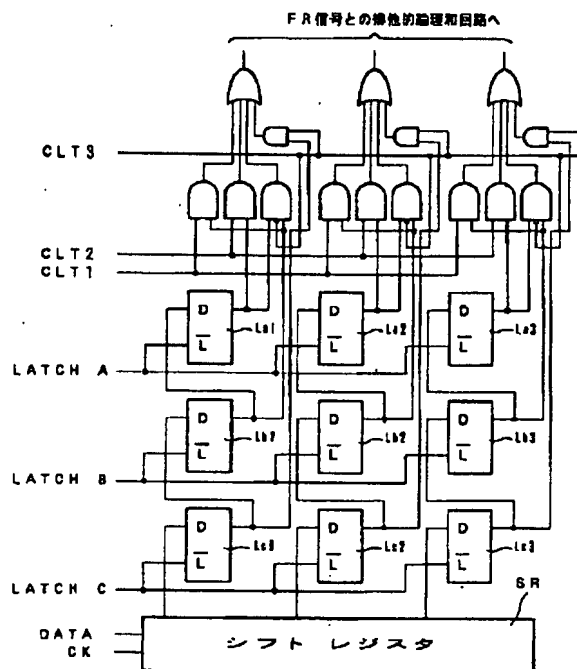 FR信号との排他的論理和回路へ
CLT3
CLT2
CLT1
D D D
L L L
La1 La2 La3
LATCH A
D D D
L L L
Lb1 Lb2 Lb3
LATCH B
D D D
L L L
Lc2 Lc3
LATCH C
SR
DATA
CK
シフト レジスタ